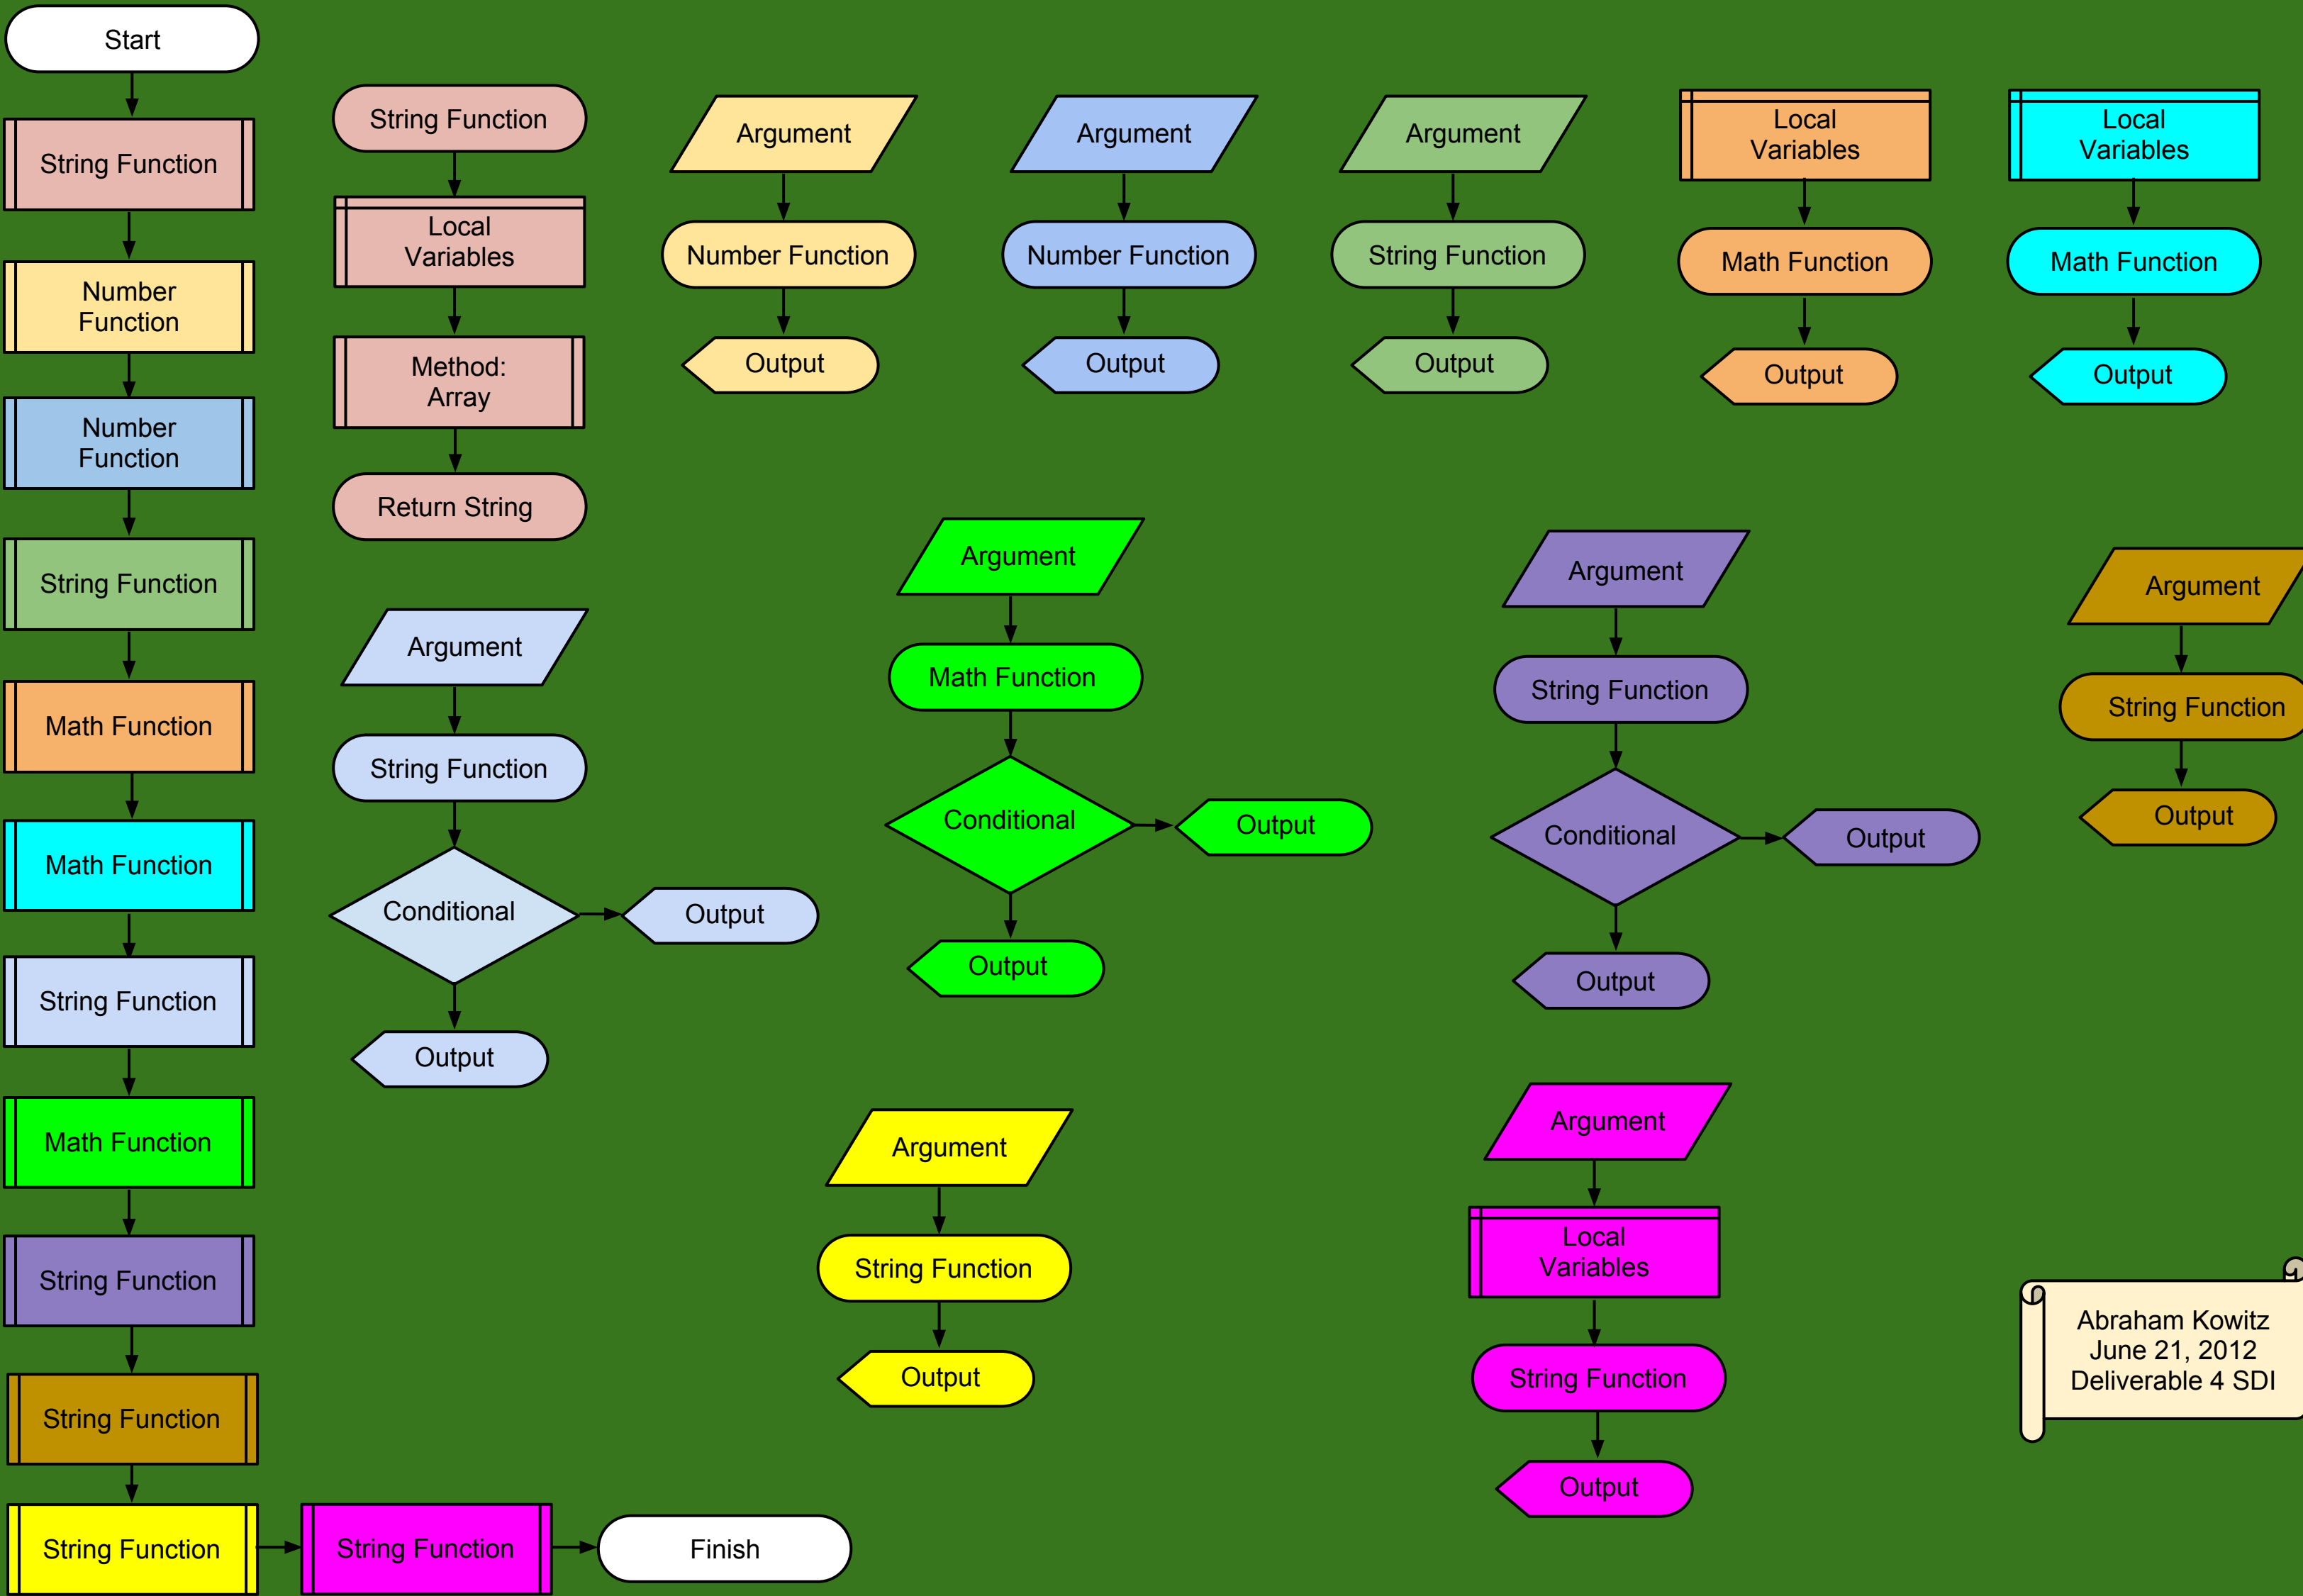 Start
String Function
Number
Function
Number
Function
String Function
Math Function
Math Function
String Function
Math Function
String Function
String Function
String Function
String Function
Finish
String Function
Local
Variables
Method:
Array
Return String
Argument
Number Function
Output
Argument
Number Function
Output
Argument
String Function
Output
Local
Variables
Math Function
Output
Local
Variables
Math Function
Output
Argument
String Function
Conditional
Output
Output
Argument
Math Function
Conditional
Output
Output
Argument
String Function
Conditional
Output
Output
Argument
String Function
Output
Argument
String Function
Output
Argument
Local
Variables
String Function
Output
Abraham Kowitz
June 21, 2012
Deliverable 4 SDI